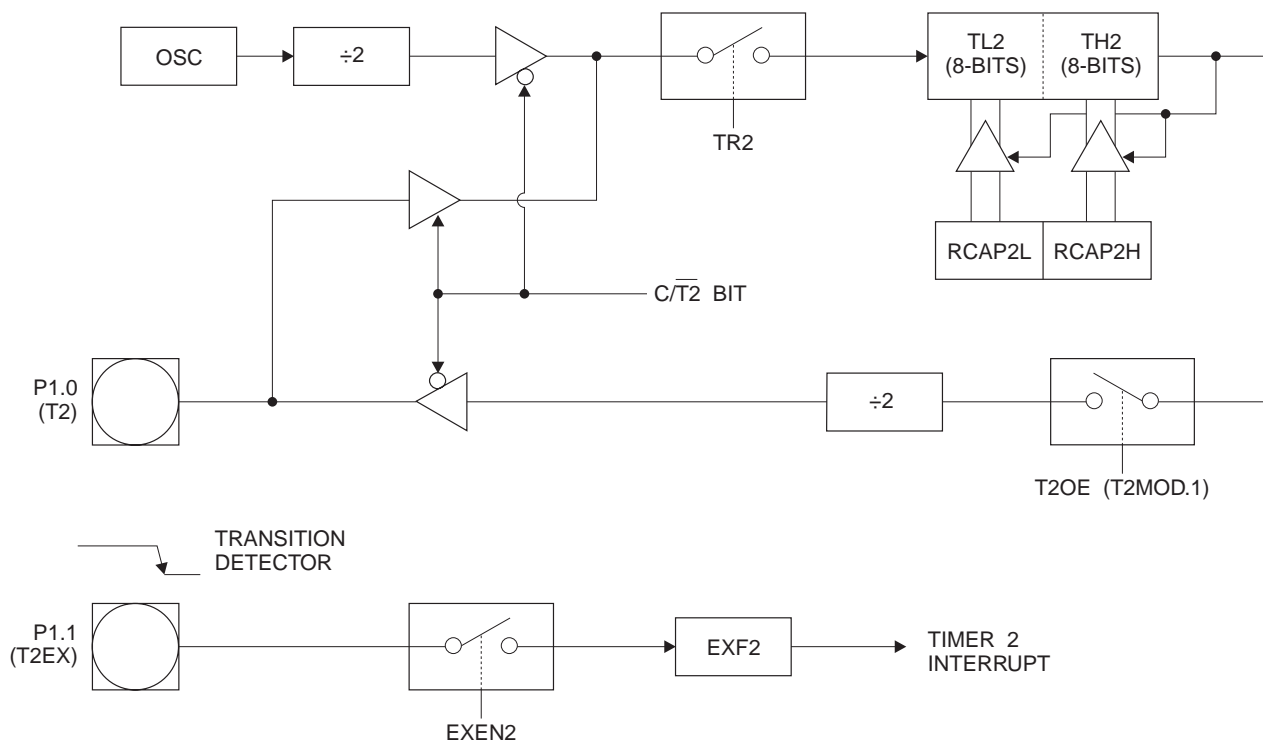 OSC
÷2
TR2
TL2
(8-BITS)
TH2
(8-BITS)
RCAP2L
RCAP2H
C/T2̅ BIT
P1.0
(T2)
÷2
T2OE (T2MOD.1)
TRANSITION
DETECTOR
P1.1
(T2EX)
EXEN2
EXF2
TIMER 2
INTERRUPT